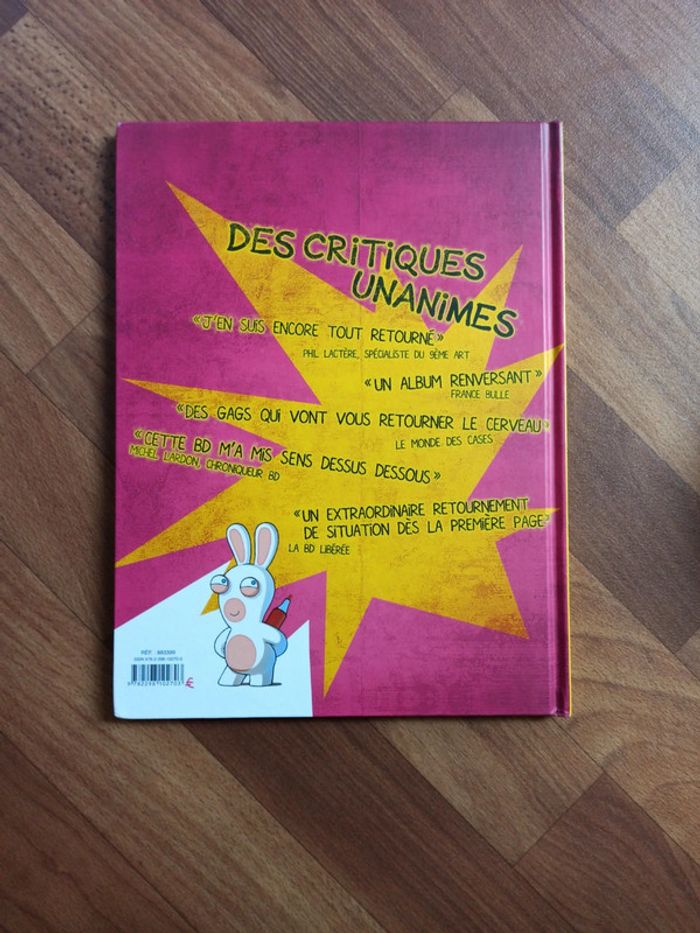 DES CRITIQUES
UNANIMES
«J'EN SUIS ENCORE TOUT RETOURNÉ»
PHIL LACTÈRE, SPÉCIALISTE DU 9ÈME ART
«UN ALBUM RENVERSANT»
FRANCE BULLE
«DES GAGS QUI VONT VOUS RETOURNER LE CERVEAU»
LE MONDE DES CASES
«CETTE BD M'A MIS SENS DESSUS DESSOUS»
MICHEL LARDON, CHRONIQUEUR BD
«UN EXTRAORDINAIRE RETOURNEMENT
DE SITUATION DÈS LA PREMIÈRE PAGE»
LA BD LIBÉRÉE
RÉF. :
ISBN